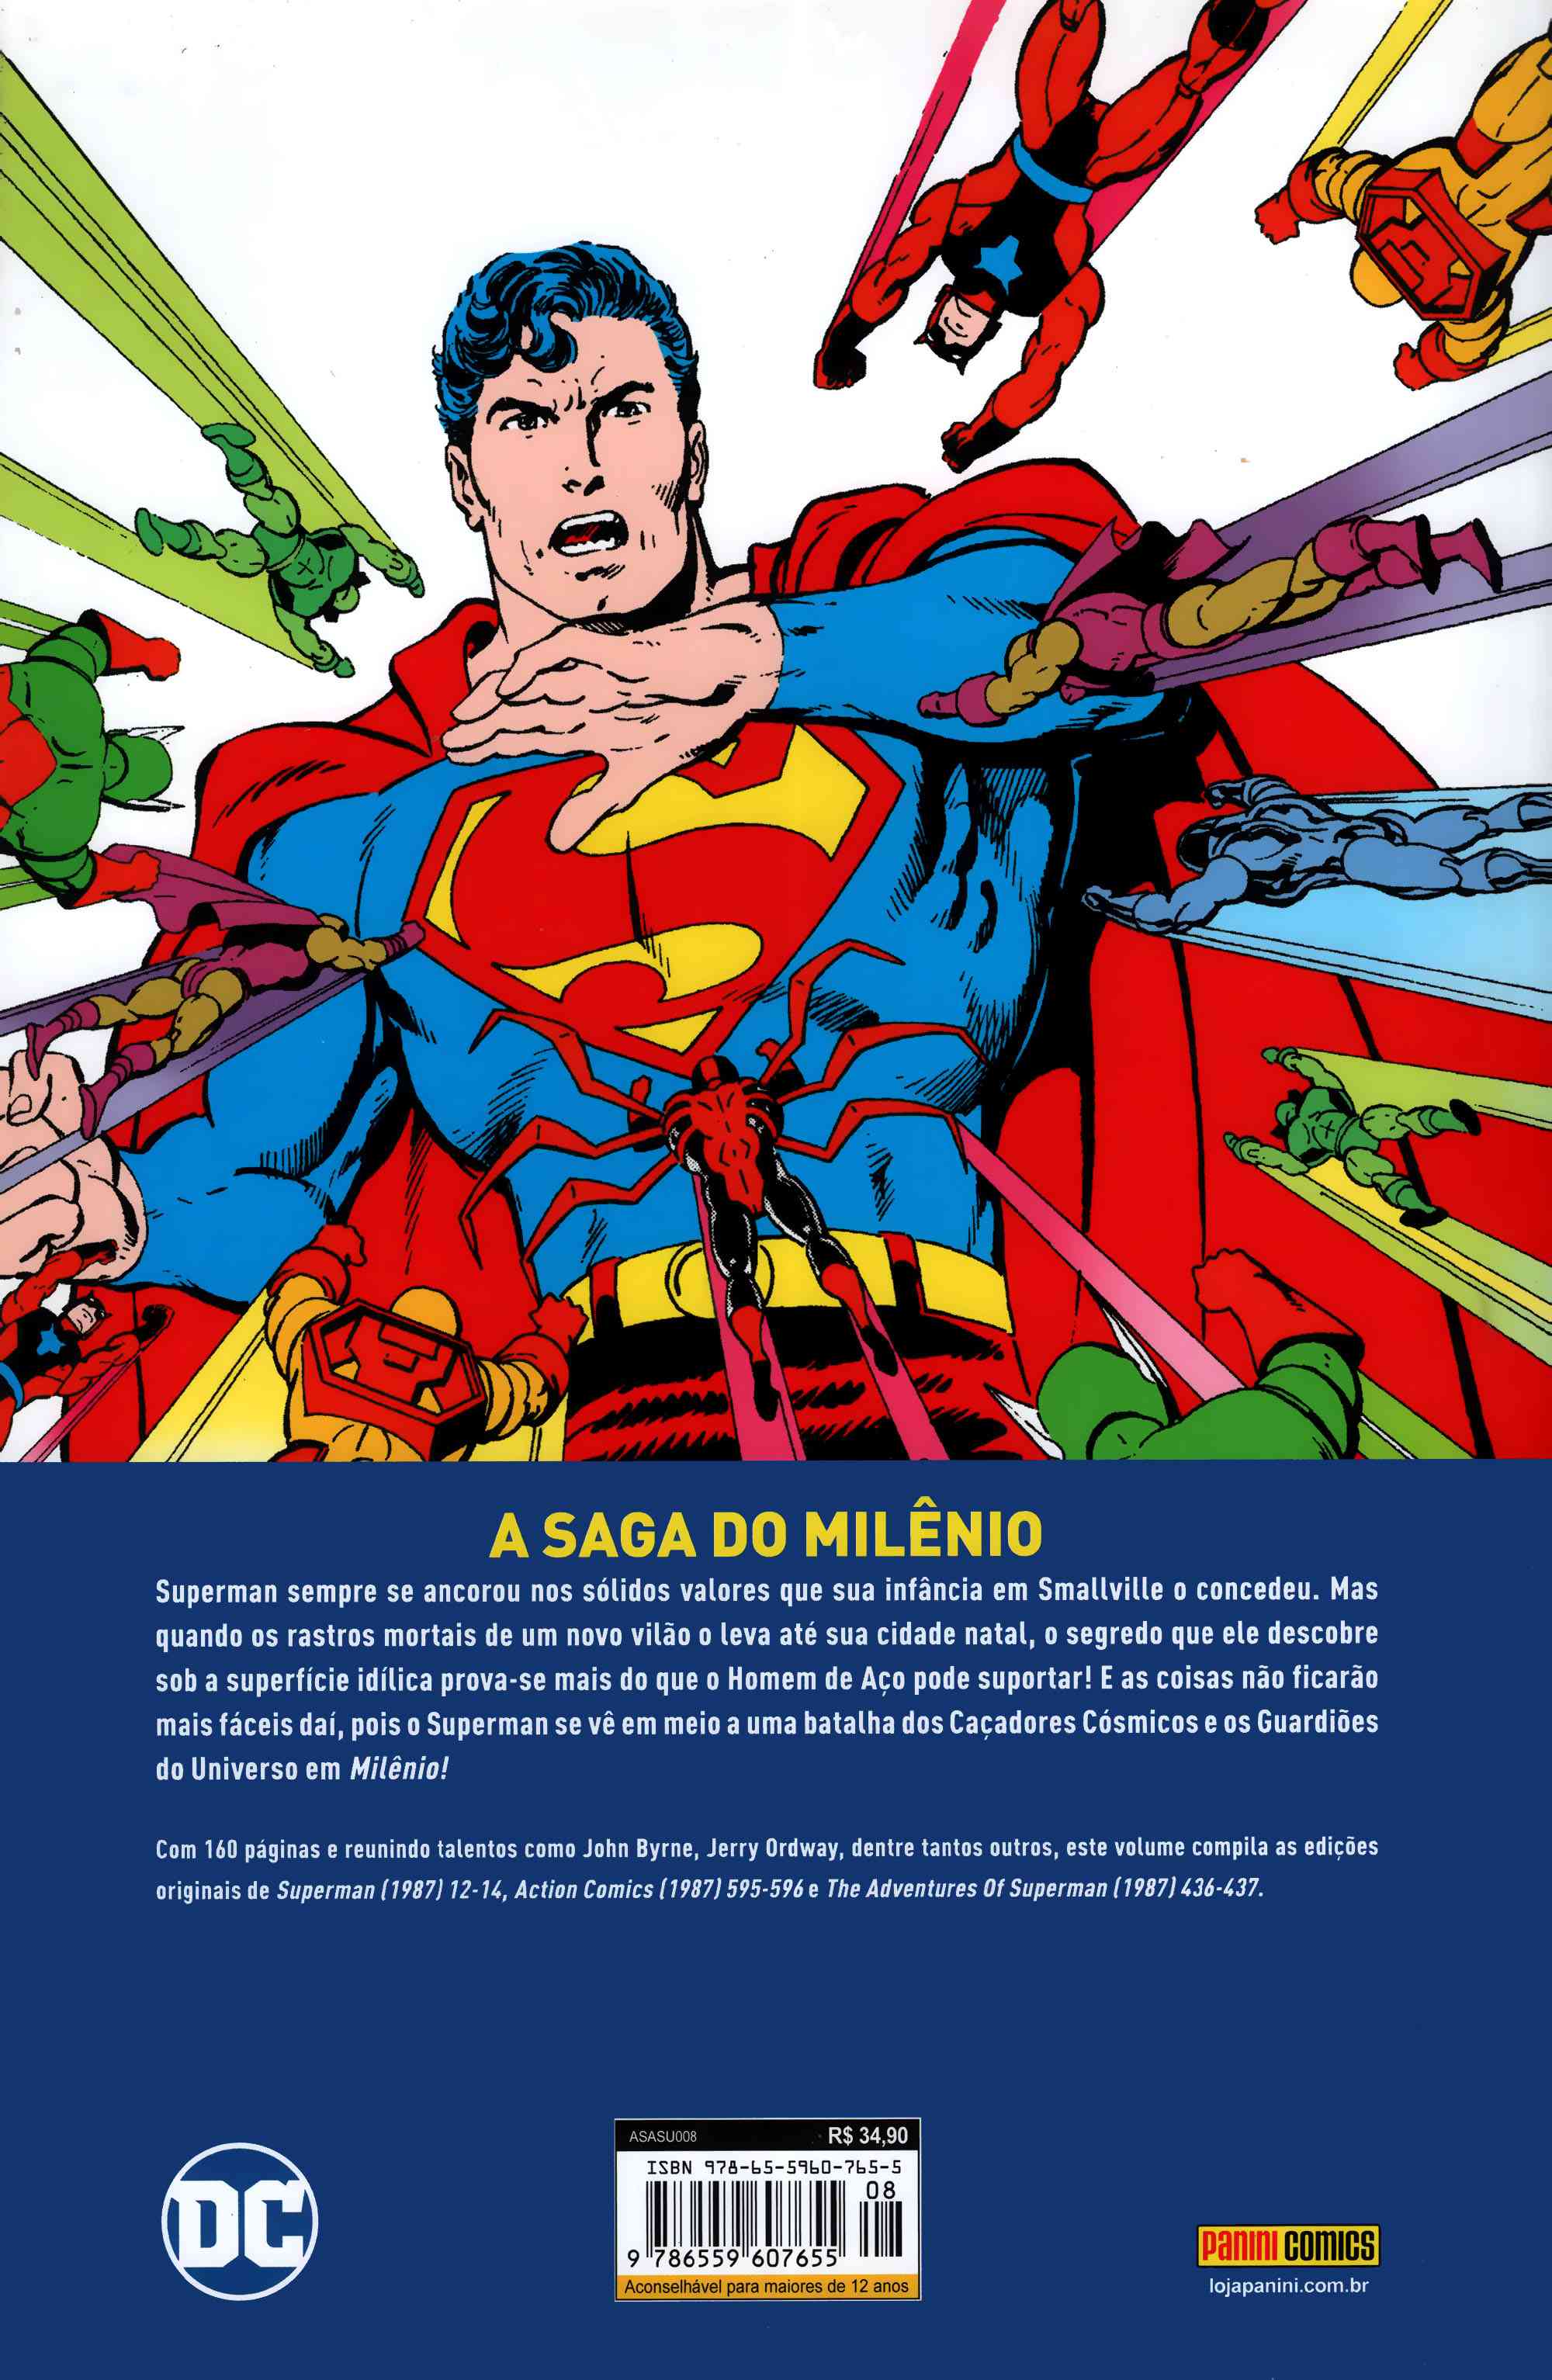 A SAGA DO MILÊNIO
Superman sempre se ancorou nos sólidos valores que sua infância em Smallville o concedeu. Mas
quando os rastros mortais de um novo vilão o leva até sua cidade natal, o segredo que ele descobre
sob a superfície idílica prova-se mais do que o Homem de Aço pode suportar! E as coisas não ficarão
mais fáceis daí, pois o Superman se vê em meio a uma batalha dos Caçadores Cósmicos e os Guardiões
do Universo em Milênio!
Com 160 páginas e reunindo talentos como John Byrne, Jerry Ordway, dentre tantos outros, este volume compila as edições
originais de Superman (1987) 12-14, Action Comics (1987) 595-596 e The Adventures Of Superman (1987) 436-437.
DC
ASASU008 R$ 34,90
ISBN 978-65-5960-765-5
08
9 786559 607655
Aconselhável para maiores de 12 anos
PANINI COMICS
lojapanini.com.br